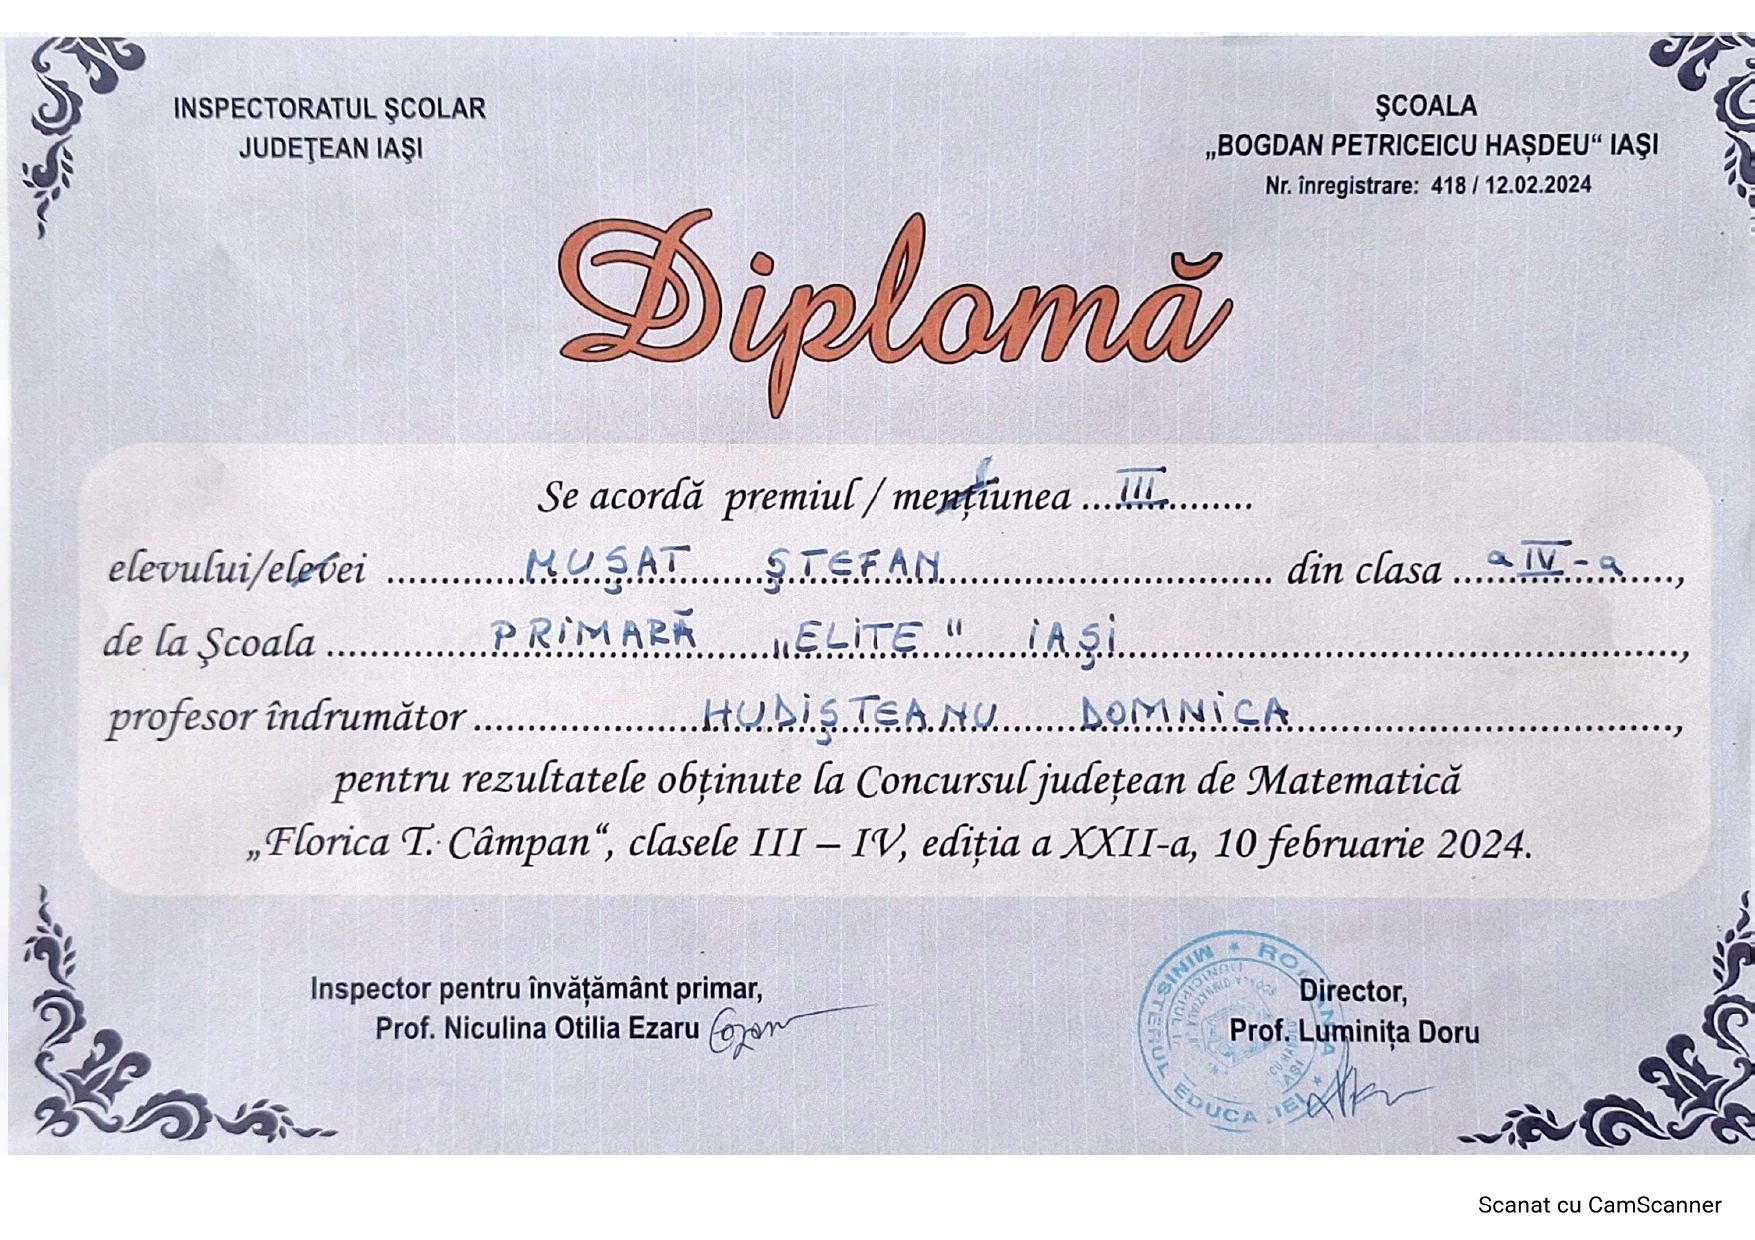 INSPECTORATUL ŞCOLAR
JUDEŢEAN IAŞI
ŞCOALA
„BOGDAN PETRICEICU HAŞDEU“ IAŞI
Nr. înregistrare: 418 / 12.02.2024
Diplomă
Se acordă premiul / mențiunea ....III............
elevului/elevei ............MUŞAT ŞTEFAN............ din clasa ....a IV-a....,
de la Şcoala ............PRIMARĂ „ELITE“ IAŞI............,
profesor îndrumător ............HUDIŞTEANU DOMNICA............,
pentru rezultatele obținute la Concursul județean de Matematică
„Florica T. Câmpan“, clasele III – IV, ediția a XXII-a, 10 februarie 2024.
Inspector pentru învățământ primar,
Prof. Niculina Otilia Ezaru
Director,
Prof. Luminița Doru
ROMÂNIA * MINISTERUL EDUCAȚIEI *
Scanat cu CamScanner